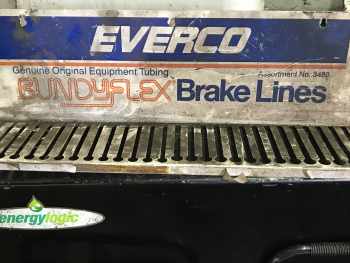 EVERCO
Genuine Original Equipment Tubing Assortment No. 3480
BUNDYFLEX Brake Lines
energylogic